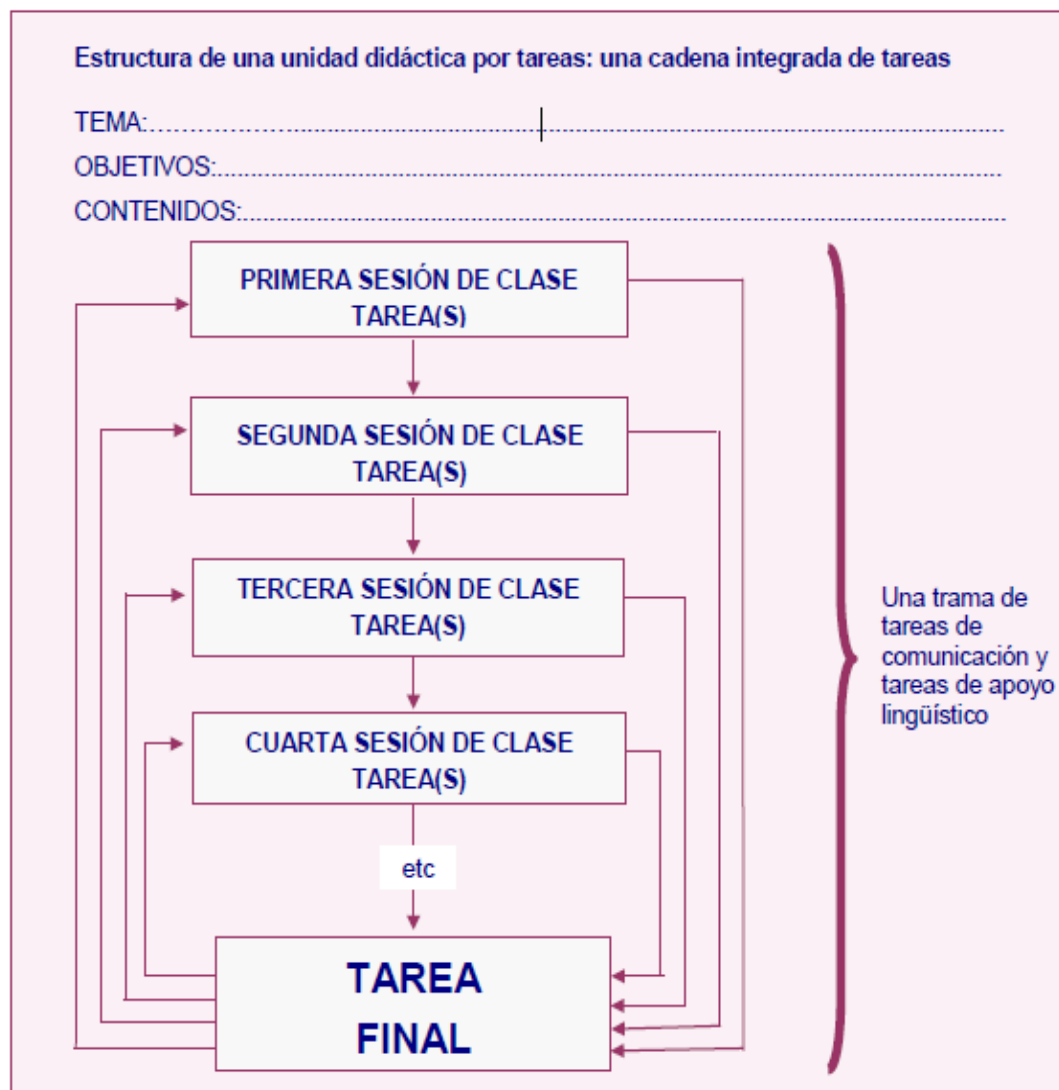 Estructura de una unidad didáctica por tareas: una cadena integrada de tareas
TEMA:........................................................................................................................
OBJETIVOS:..............................................................................................................
CONTENIDOS:..........................................................................................................
PRIMERA SESIÓN DE CLASE
TAREA(S)
SEGUNDA SESIÓN DE CLASE
TAREA(S)
TERCERA SESIÓN DE CLASE
TAREA(S)
CUARTA SESIÓN DE CLASE
TAREA(S)
etc
TAREA
FINAL
Una trama de
tareas de
comunicación y
tareas de apoyo
lingüístico